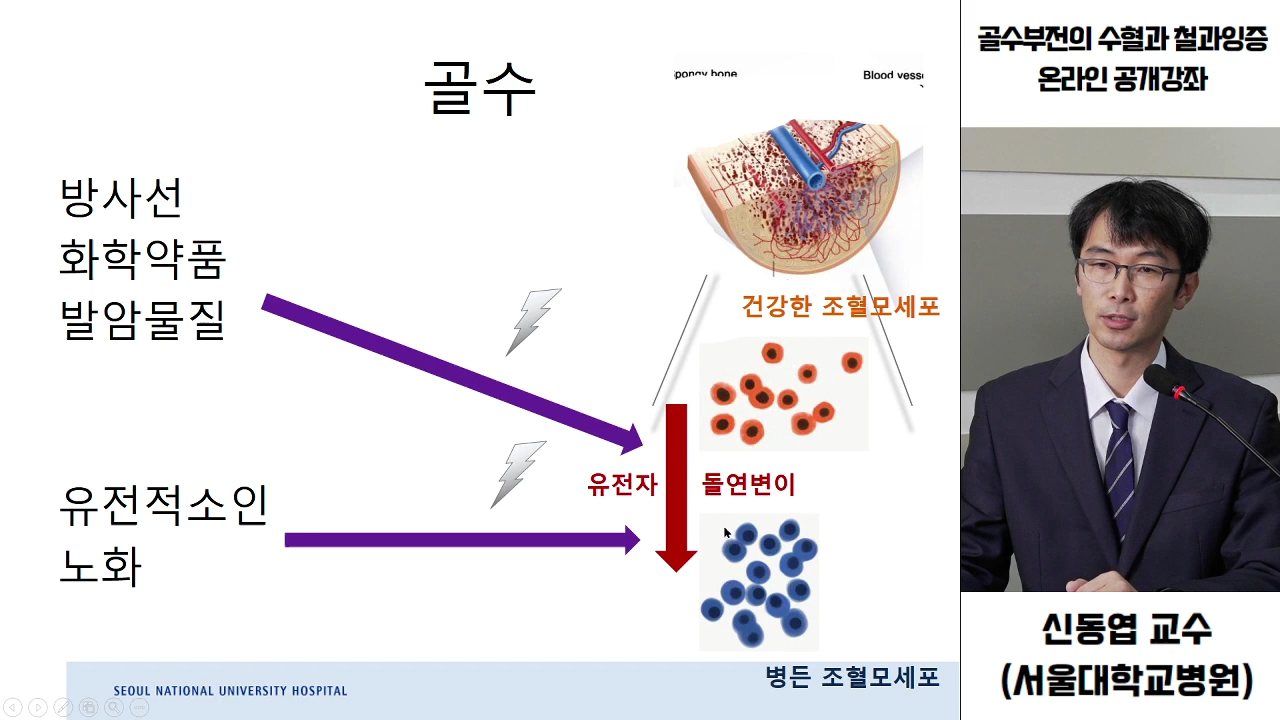 골수
Blood
방사선
화학약품
발암물질
건강한 조혈모세포
유전자 돌연변이
유전적소인
노화
병든 조혈모세포
SEOUL NATIONAL UNIVERSITY HOSPITAL
골수부전의 수혈과 철과잉증
온라인 공개강좌
신동엽 교수
(서울대학교병원)